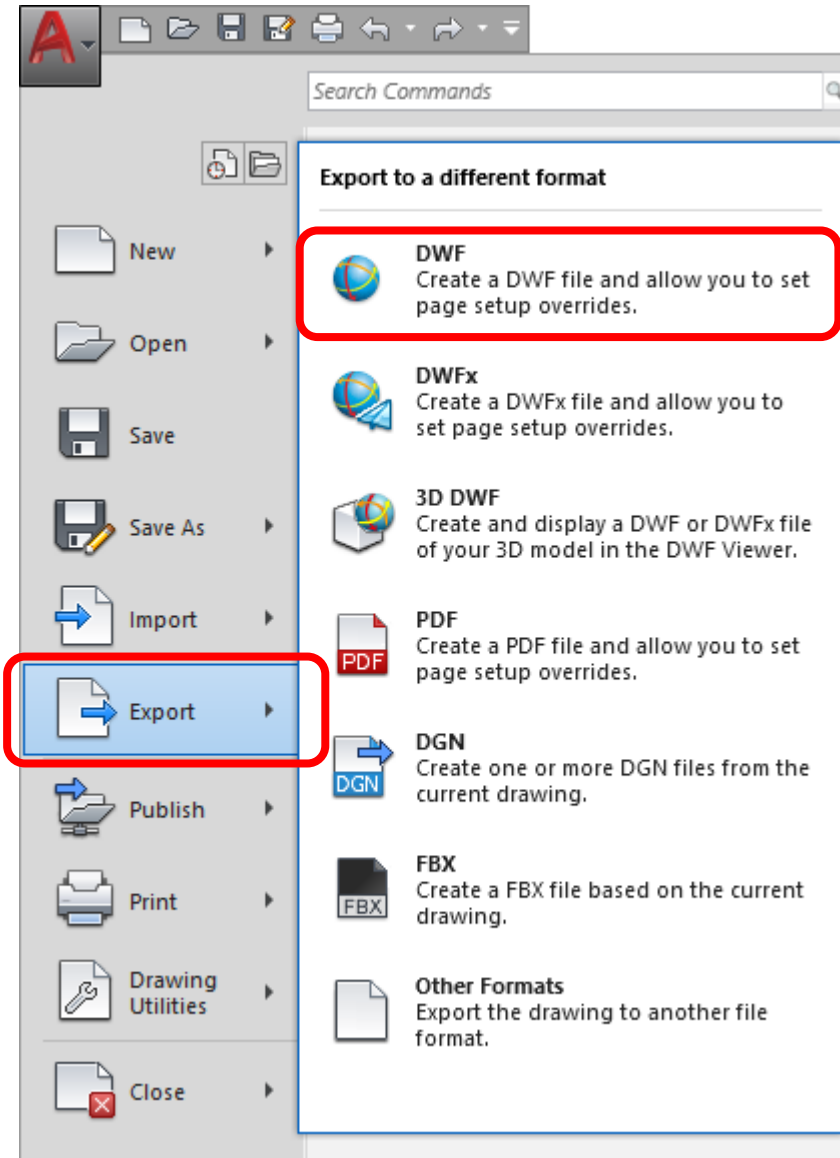 A
Search Commands
Export to a different format
New
Open
Save
Save As
Import
Export
Publish
Print
Drawing
Utilities
Close
DWF
Create a DWF file and allow you to set
page setup overrides.
DWFx
Create a DWFx file and allow you to
set page setup overrides.
3D DWF
Create and display a DWF or DWFx file
of your 3D model in the DWF Viewer.
PDF
PDF
Create a PDF file and allow you to set
page setup overrides.
DGN
DGN
Create one or more DGN files from the
current drawing.
FBX
FBX
Create a FBX file based on the current
drawing.
Other Formats
Export the drawing to another file
format.